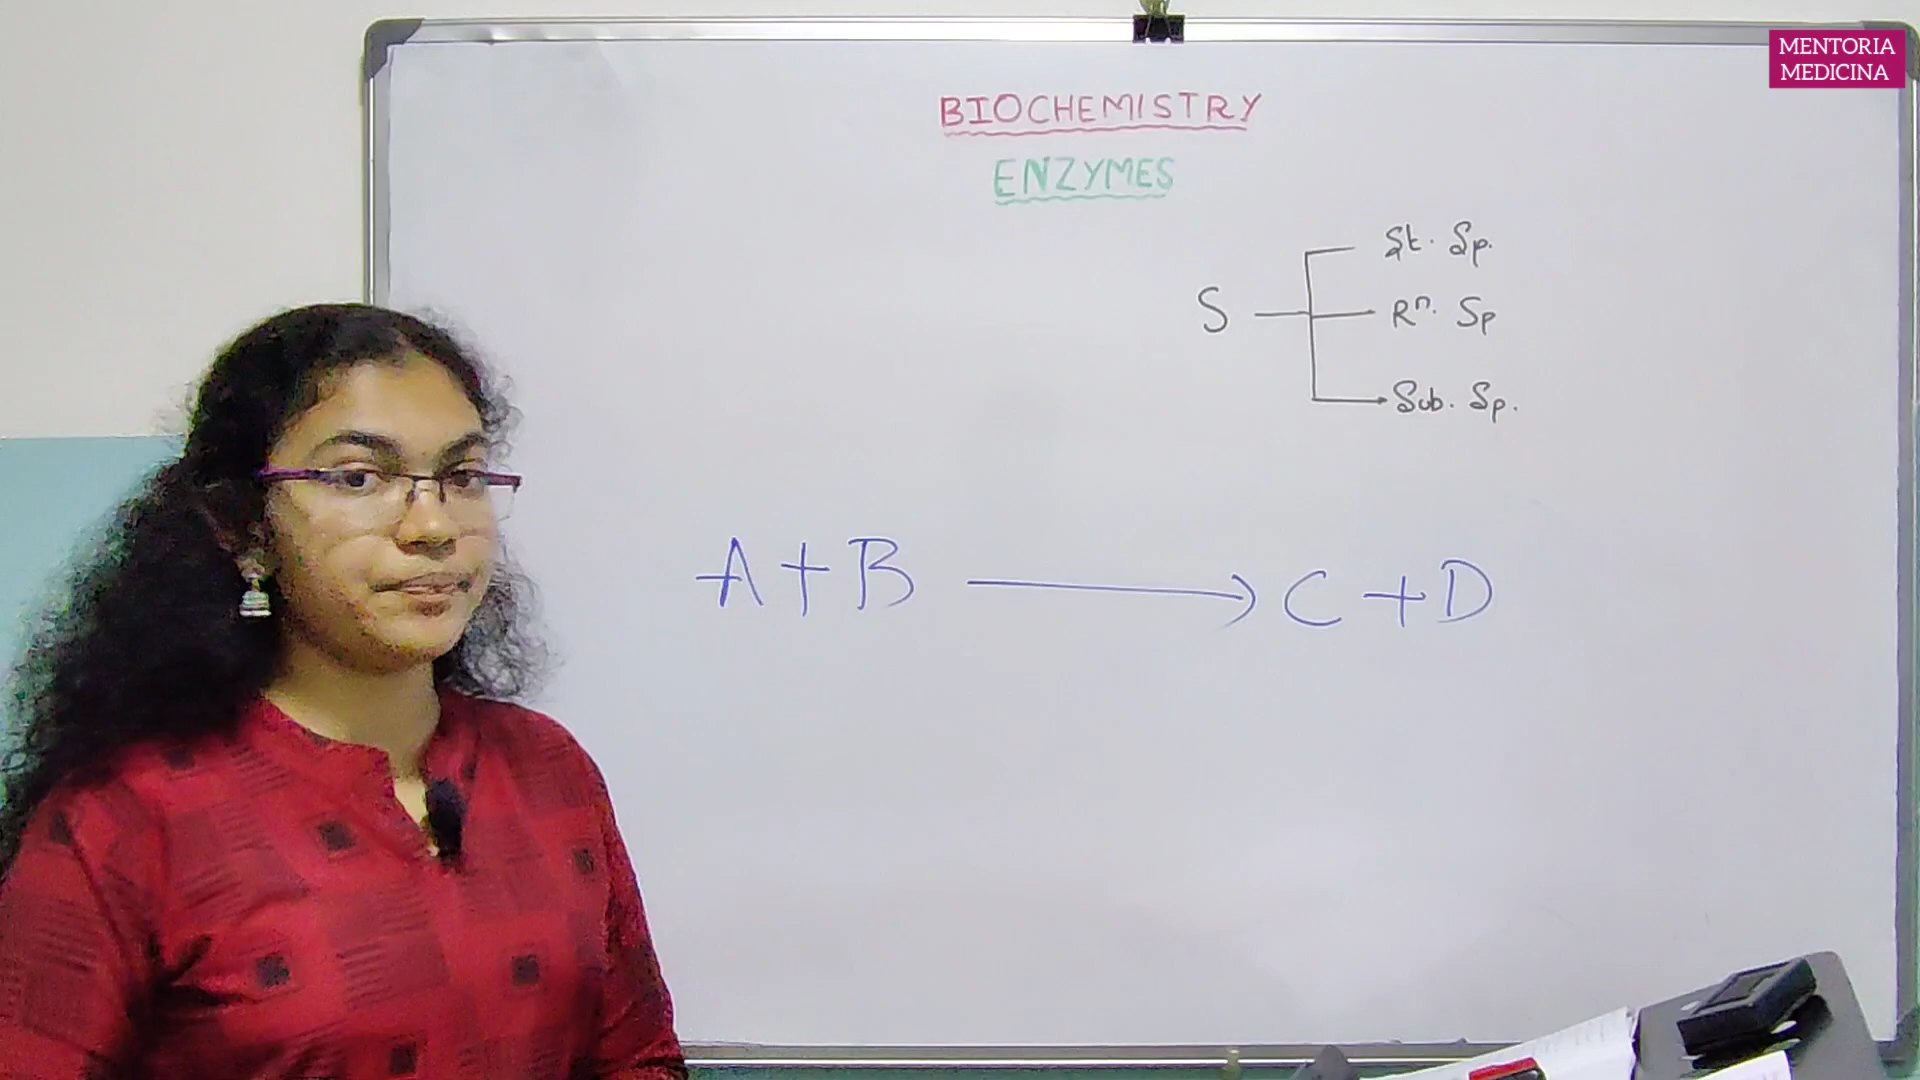 MENTORIA
MEDICINA
BIOCHEMISTRY
ENZYMES
St. Sp.
S
Rⁿ. Sp
Sub. Sp.
A+B → C+D